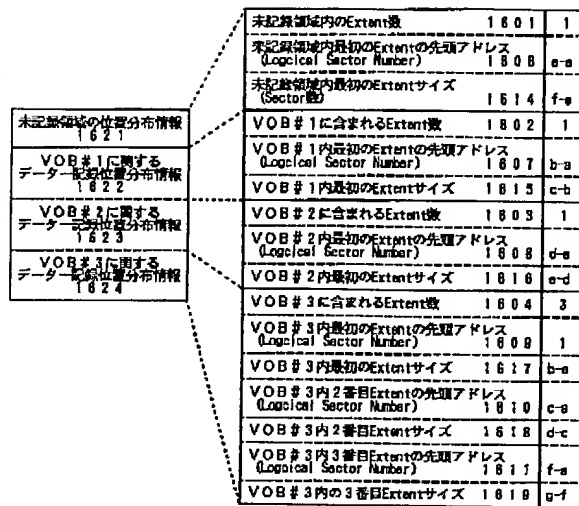 未記録領域の位置分布情報
1621
VOB#1に関する
データー記録位置分布情報
1622
VOB#2に関する
データー記録位置分布情報
1623
VOB#3に関する
データー記録位置分布情報
1624
未記録領域内のExtent数 1601 1
未記録領域内最初のExtentの先頭アドレス
(Logcical Sector Number) 1606 e-a
未記録領域内最初のExtentサイズ
(Sector数) 1614 f-e
VOB#1に含まれるExtent数 1602 1
VOB#1内最初のExtentの先頭アドレス
(Logcical Sector Number) 1607 b-a
VOB#1内最初のExtentサイズ 1615 c-b
VOB#2に含まれるExtent数 1603 1
VOB#2内最初のExtentの先頭アドレス
(Logcical Sector Number) 1608 d-a
VOB#2内最初のExtentサイズ 1616 e-d
VOB#3に含まれるExtent数 1604 3
VOB#3内最初のExtentの先頭アドレス
(Logcical Sector Number) 1609 1
VOB#3内最初のExtentサイズ 1617 b-a
VOB#3内2番目Extentの先頭アドレス
(Logcical Sector Number) 1610 c-a
VOB#3内2番目Extentサイズ 1618 d-c
VOB#3内3番目Extentの先頭アドレス
(Logcical Sector Number) 1611 f-a
VOB#3内の3番目Extentサイズ 1619 g-f